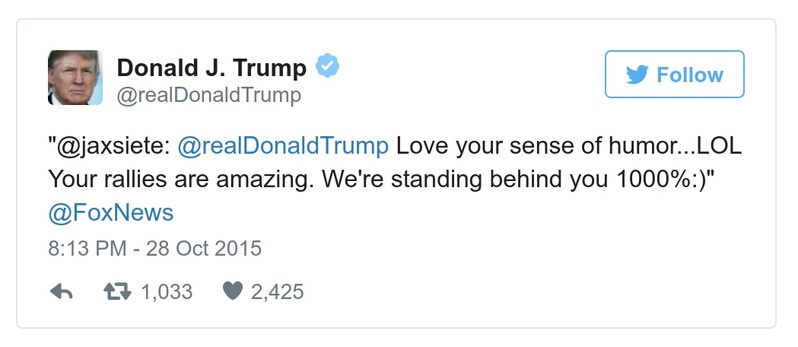 Donald J. Trump
@realDonaldTrump
Follow
"@jaxsiete: @realDonaldTrump Love your sense of humor...LOL
Your rallies are amazing. We're standing behind you 1000%:)"
@FoxNews
8:13 PM - 28 Oct 2015
1,033 2,425